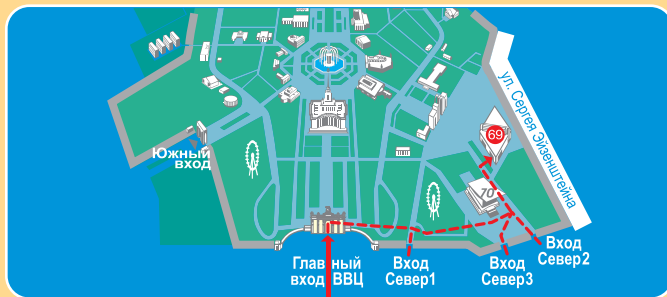 ул. Сергея Эйзенштейна
69
Южный
вход
70
Главный
вход ВВЦ
Вход
Север1
Вход
Север3
Вход
Север2